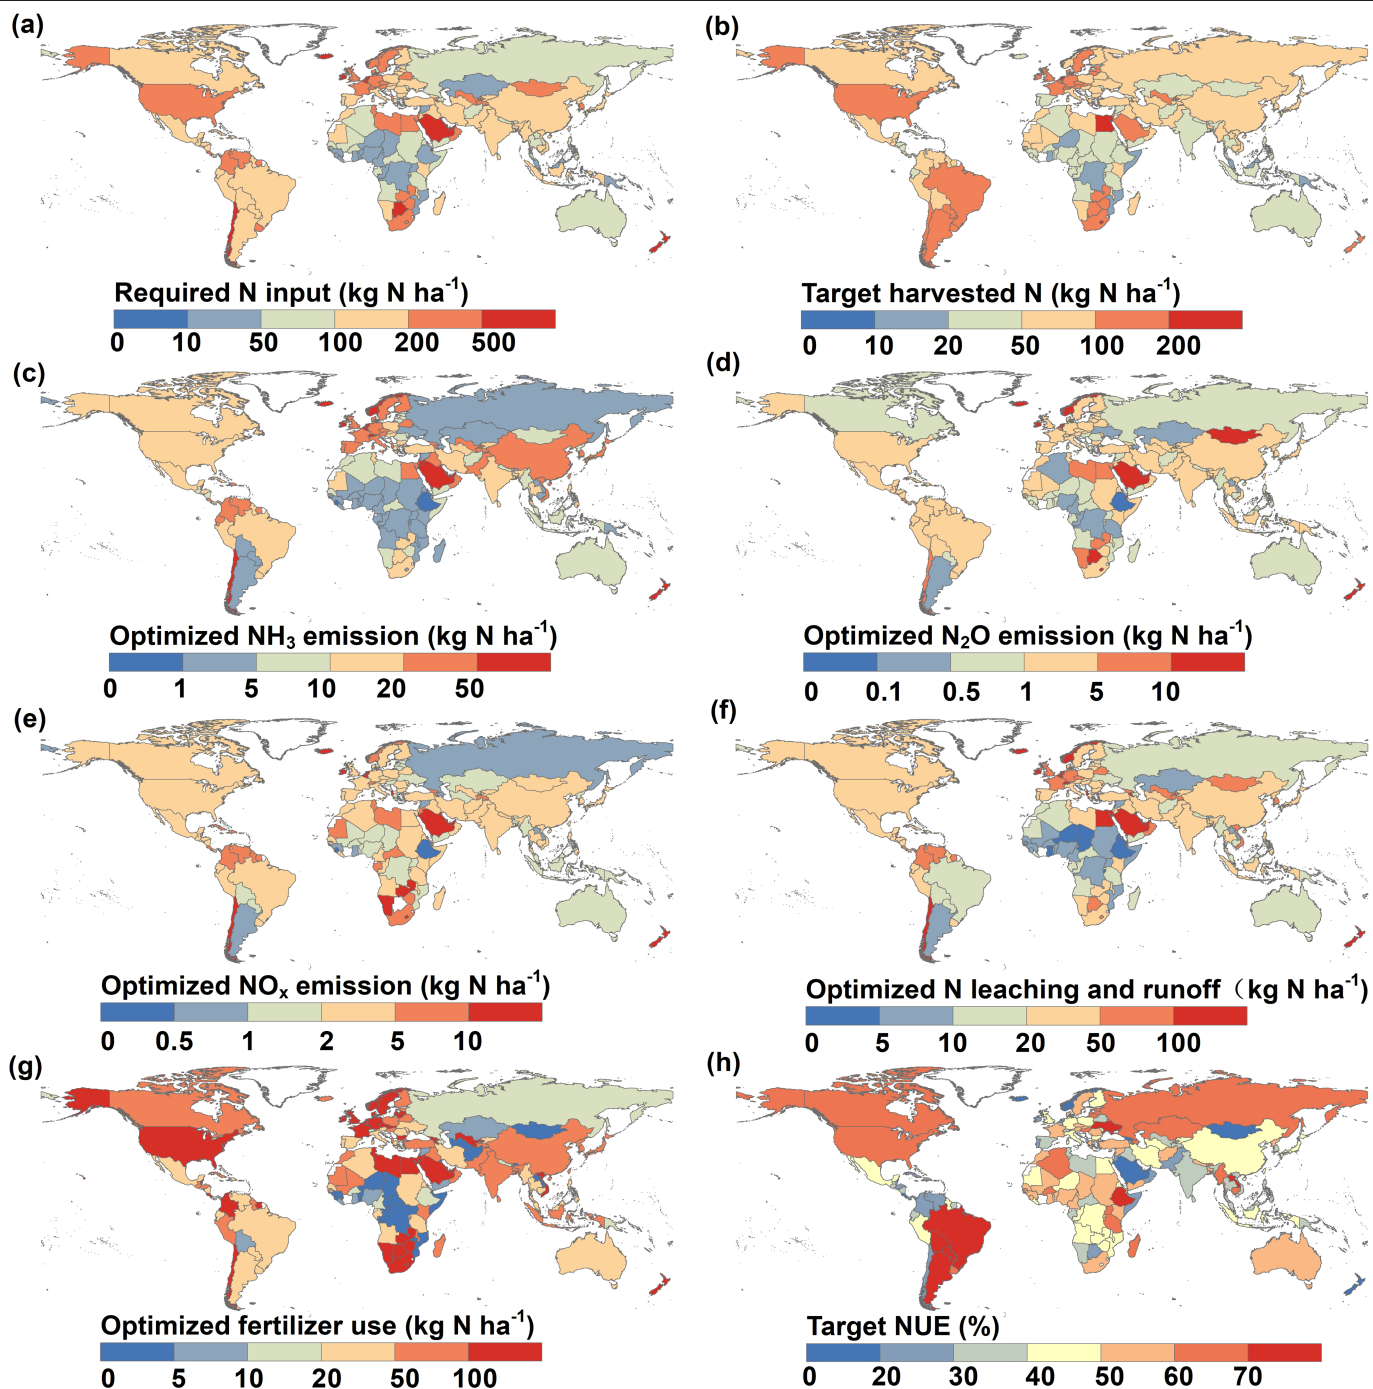 (a)
(b)
Required N input (kg N ha-1)
0 10 50 100 200 500
Target harvested N (kg N ha-1)
0 10 20 50 100 200
(c)
(d)
Optimized NH3 emission (kg N ha-1)
0 1 5 10 20 50
Optimized N2O emission (kg N ha-1)
0 0.1 0.5 1 5 10
(e)
(f)
Optimized NOx emission (kg N ha-1)
0 0.5 1 2 5 10
Optimized N leaching and runoff（kg N ha-1)
0 5 10 20 50 100
(g)
(h)
Optimized fertilizer use (kg N ha-1)
0 5 10 20 50 100
Target NUE (%)
0 20 30 40 50 60 70